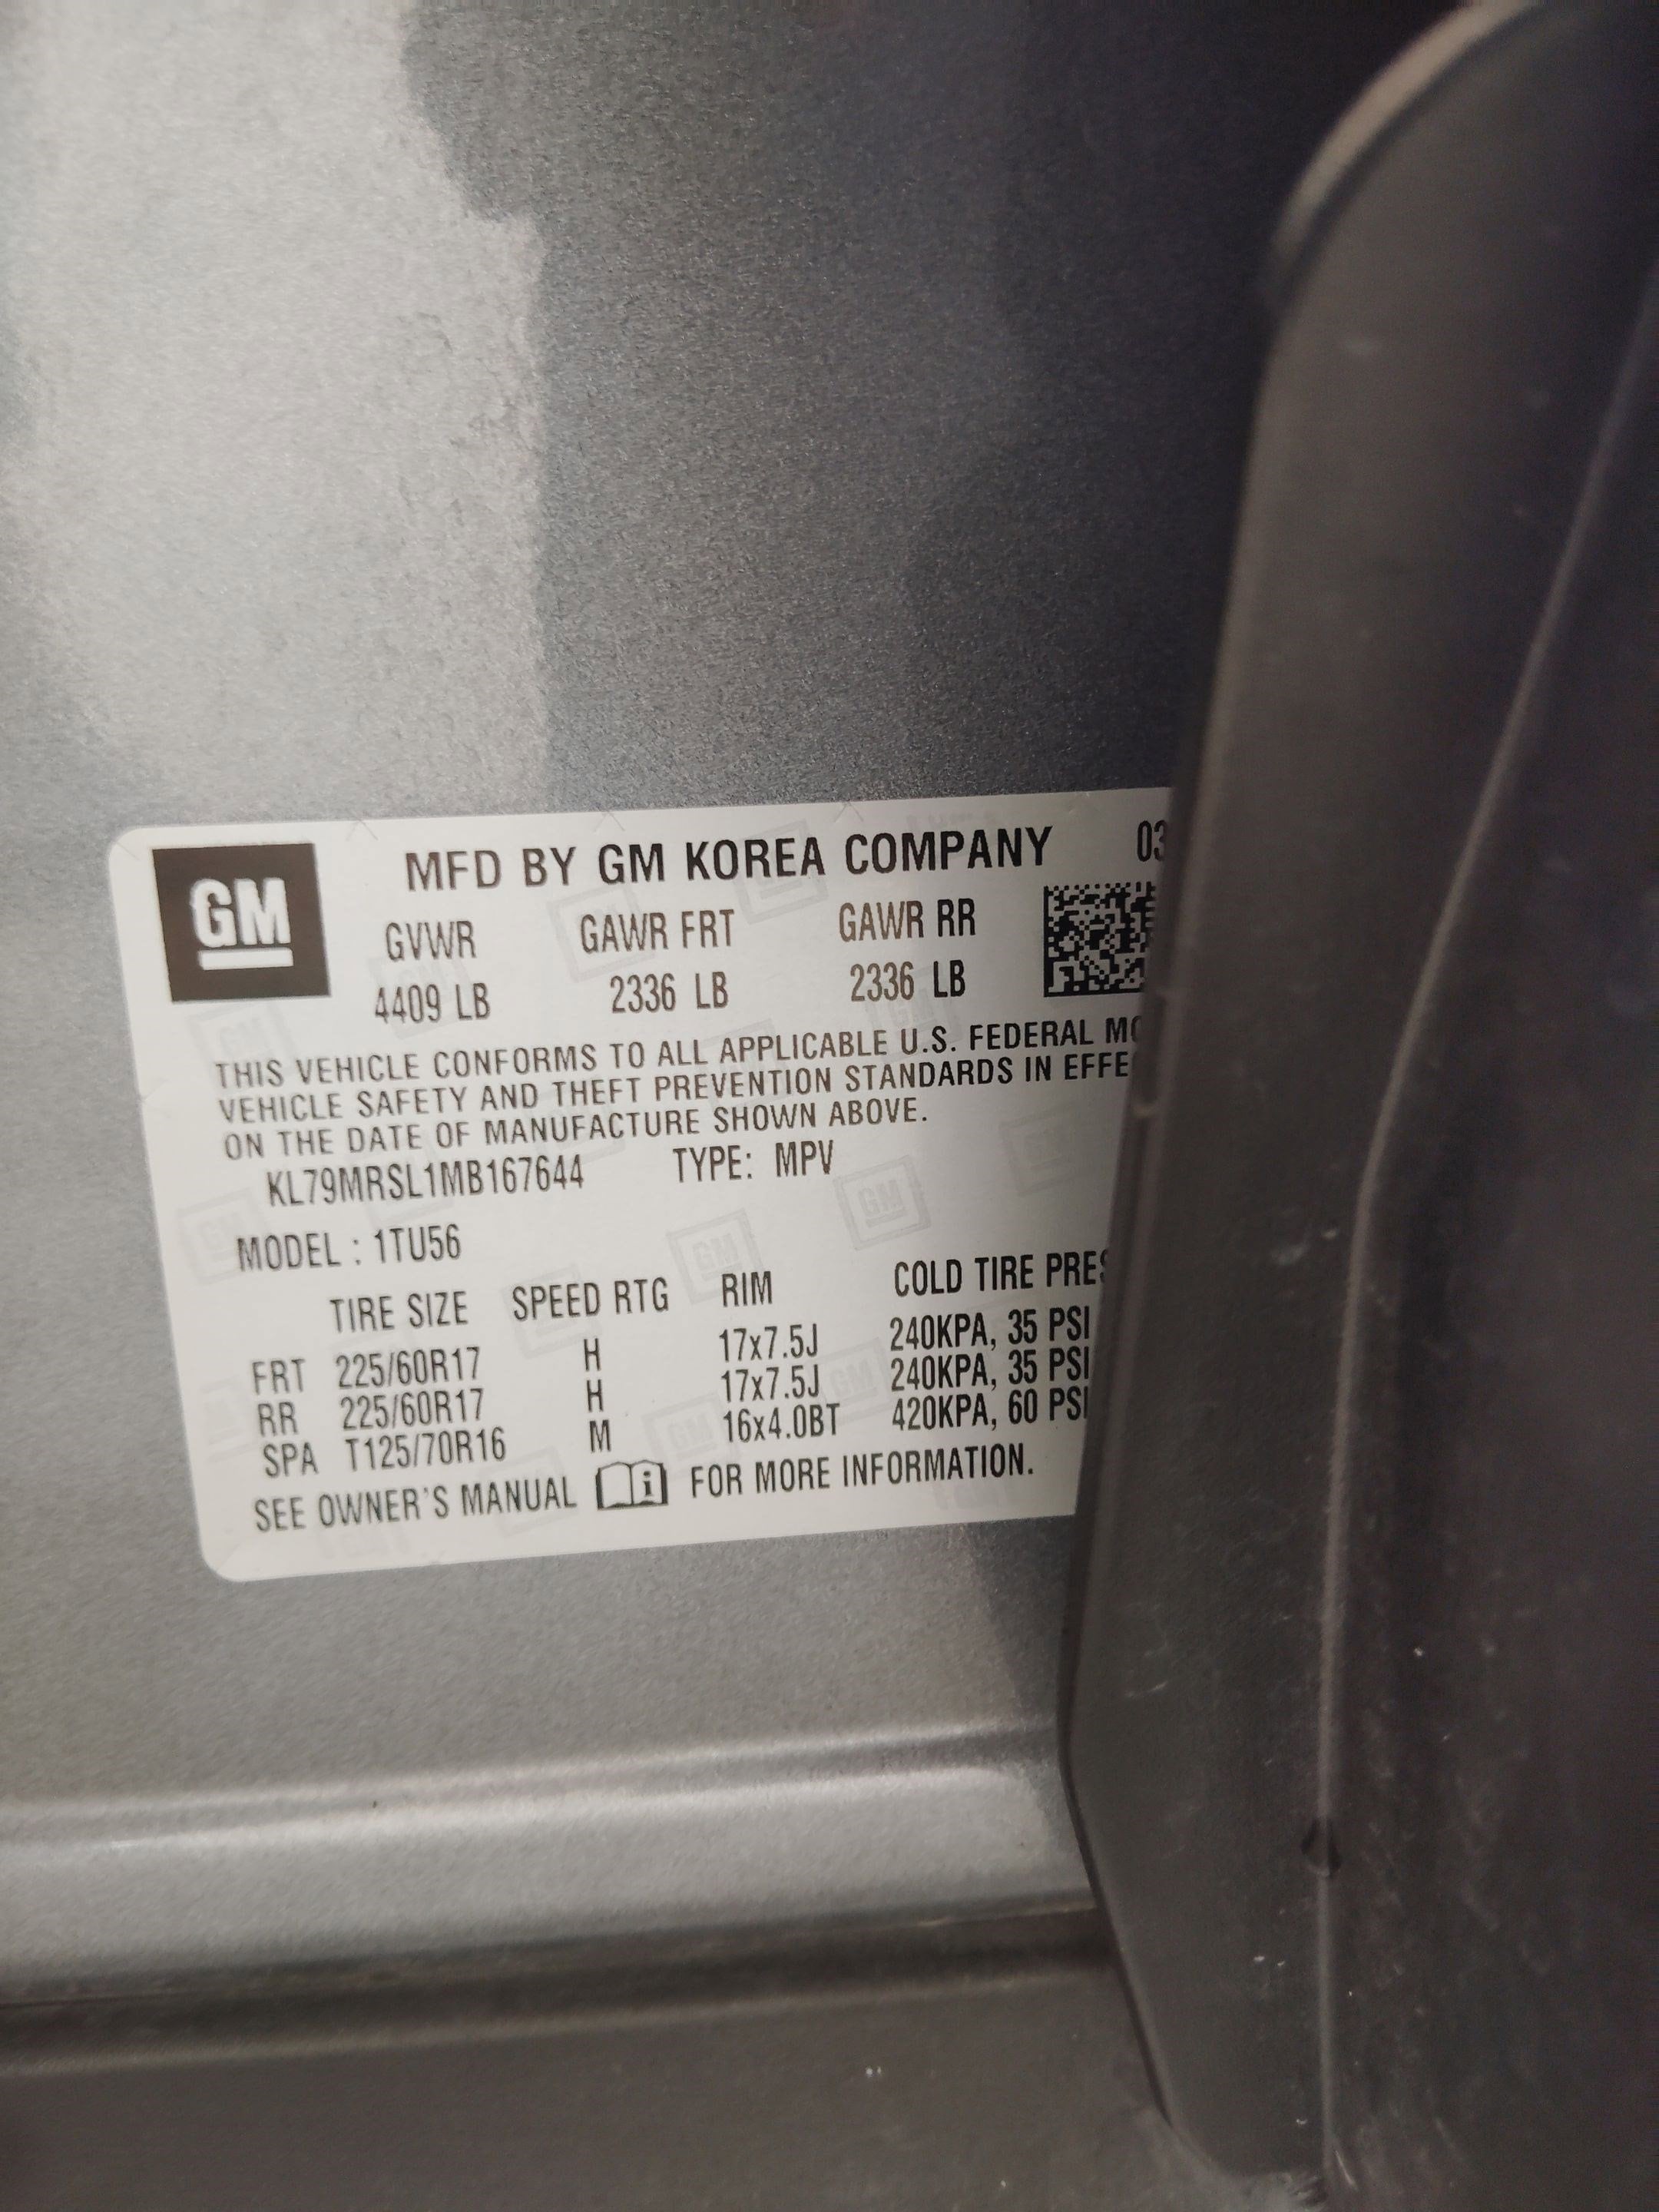 GM
MFD BY GM KOREA COMPANY 03
GVWR GAWR FRT GAWR RR
4409 LB 2336 LB 2336 LB
THIS VEHICLE CONFORMS TO ALL APPLICABLE U.S. FEDERAL
VEHICLE SAFETY AND THEFT PREVENTION STANDARDS IN
ON THE DATE OF MANUFACTURE SHOWN ABOVE.
KL79MRSL1MB167644 TYPE: MPV
MODEL : 1TU56
TIRE SIZE SPEED RTG RIM COLD TIRE
FRT 225/60R17 H 17x7.5J 240KPA, 35 PSI
RR 225/60R17 H 17x7.5J 240KPA, 35 PSI
SPA T125/70R16 M 16x4.0BT 420KPA, 60 PSI
SEE OWNER'S MANUAL FOR MORE INFORMATION.